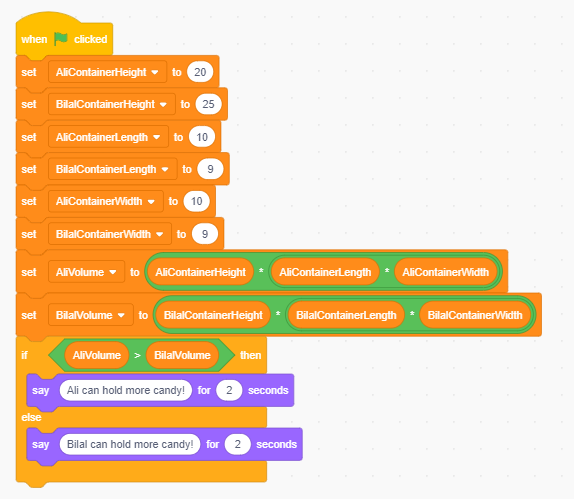 when clicked
set AliContainerHeight to 20
set BilalContainerHeight to 25
set AliContainerLength to 10
set BilalContainerLength to 9
set AliContainerWidth to 10
set BilalContainerWidth to 9
set AliVolume to AliContainerHeight * AliContainerLength * AliContainerWidth
set BilalVolume to BilalContainerHeight * BilalContainerLength * BilalContainerWidth
if AliVolume > BilalVolume then
say Ali can hold more candy! for 2 seconds
else
say Bilal can hold more candy! for 2 seconds